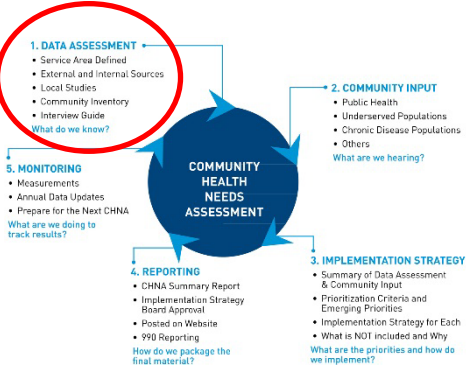 1. DATA ASSESSMENT
• Service Area Defined
• External and Internal Sources
• Local Studies
• Community Inventory
• Interview Guide
What do we know?
2. COMMUNITY INPUT
• Public Health
• Underserved Populations
• Chronic Disease Populations
• Others
What are we hearing?
COMMUNITY
HEALTH
NEEDS
ASSESSMENT
3. IMPLEMENTATION STRATEGY
• Summary of Data Assessment
& Community Input
• Prioritization Criteria and
Emerging Priorities
• Implementation Strategy for Each
• What is NOT included and Why
What are the priorities and how do
we implement?
4. REPORTING
• CHNA Summary Report
• Implementation Strategy
Board Approval
• Posted on Website
• 990 Reporting
How do we package the
final material?
5. MONITORING
• Measurements
• Annual Data Updates
• Prepare for the Next CHNA
What are we doing to
track results?